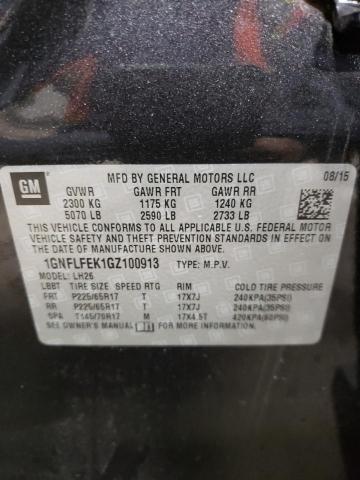 GM
MFD BY GENERAL MOTORS LLC 08/15
GVWR GAWR FRT GAWR RR
2300 KG 1175 KG 1240 KG
5070 LB 2590 LB 2733 LB
THIS VEHICLE CONFORMS TO ALL APPLICABLE U.S. FEDERAL MOTOR
VEHICLE SAFETY, BUMPER, AND THEFT PREVENTION STANDARDS IN
EFFECT ON THE DATE OF MANUFACTURE SHOWN ABOVE.
1GNFLFEK1GZ100913 TYPE: M.P.V.
MODEL: LH26
LBBT TIRE SIZE SPEED RTG RIM COLD TIRE PRESSURE
FRT P225/65R17 T 17X7J 240KPA(35PSI)
RR P225/65R17 T 17X7J 240KPA(35PSI)
SPA T145/70R17 M 17X4.5T 420KPA(60PSI)
SEE OWNER'S MANUAL FOR ADDITIONAL INFORMATION